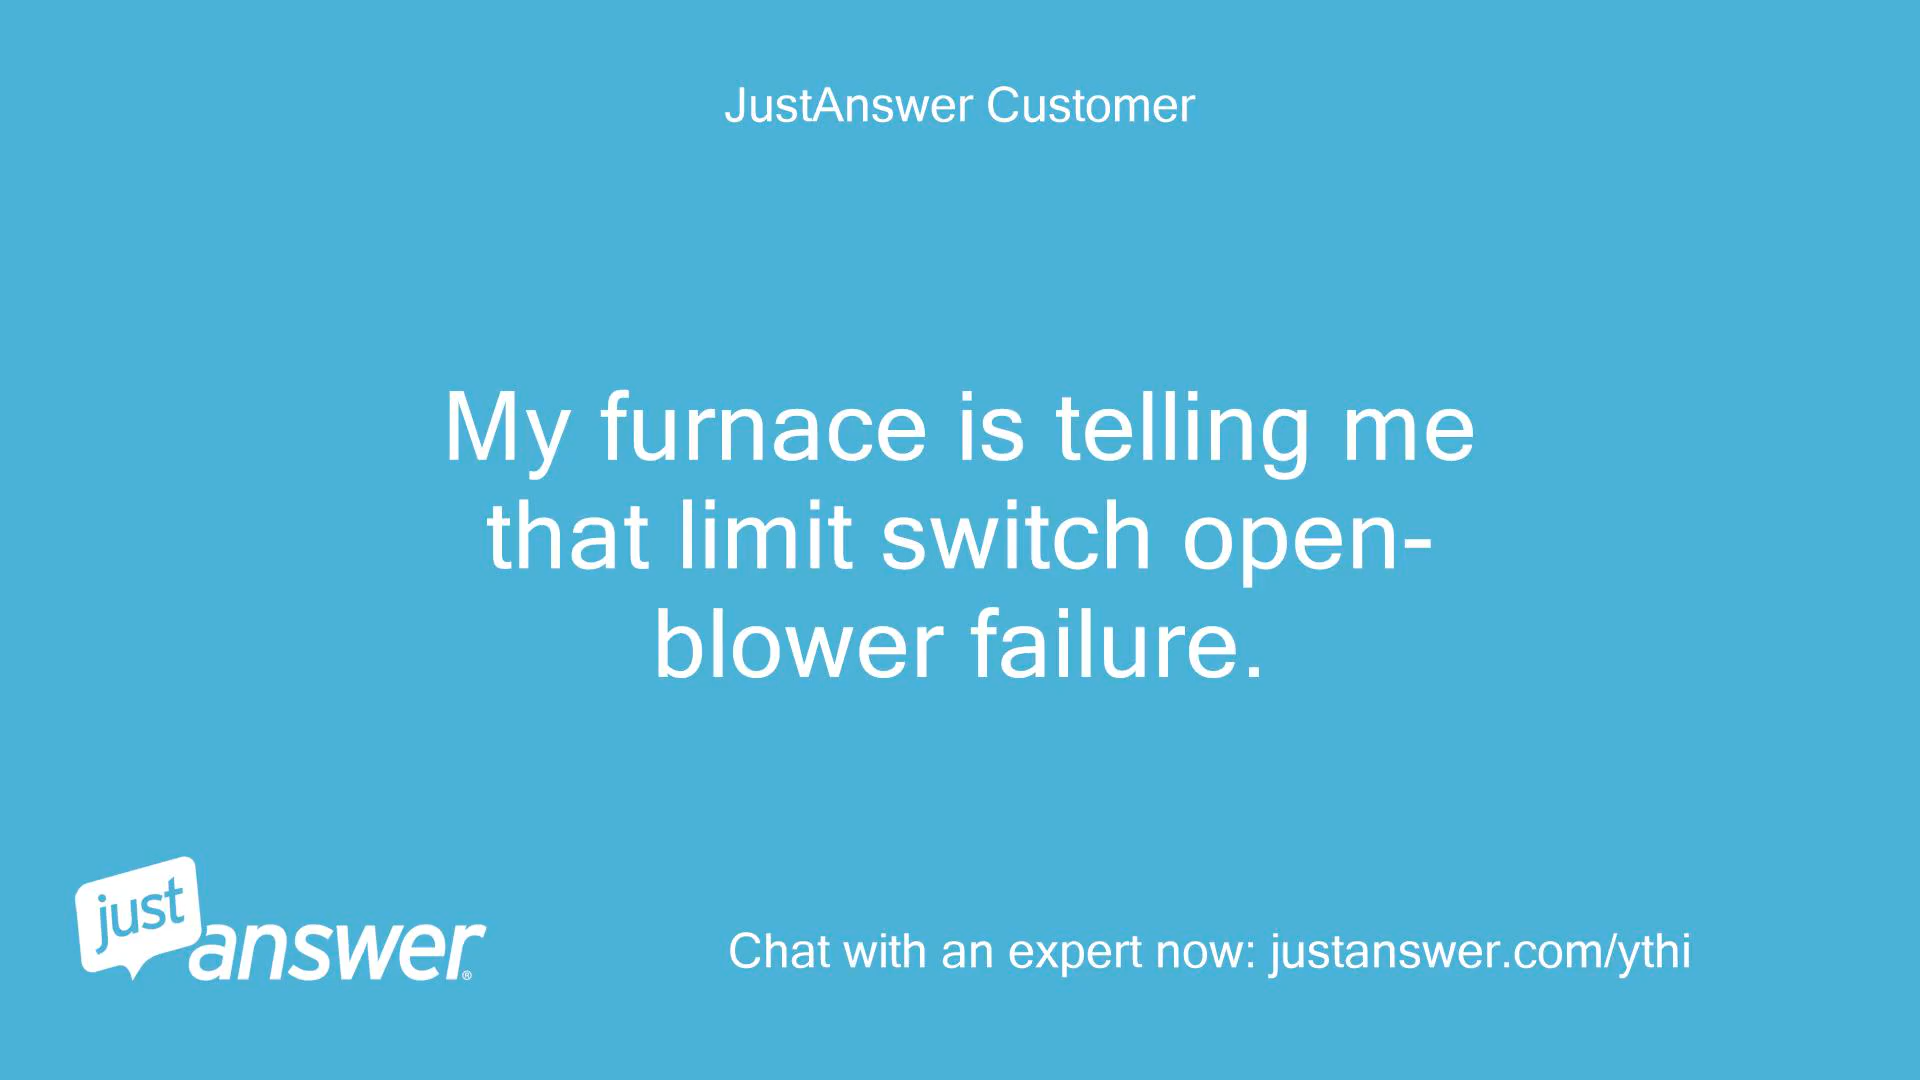 JustAnswer Customer
My furnace is telling me
that limit switch open-
blower failure.
just
answer®
Chat with an expert now: justanswer.com/ythi